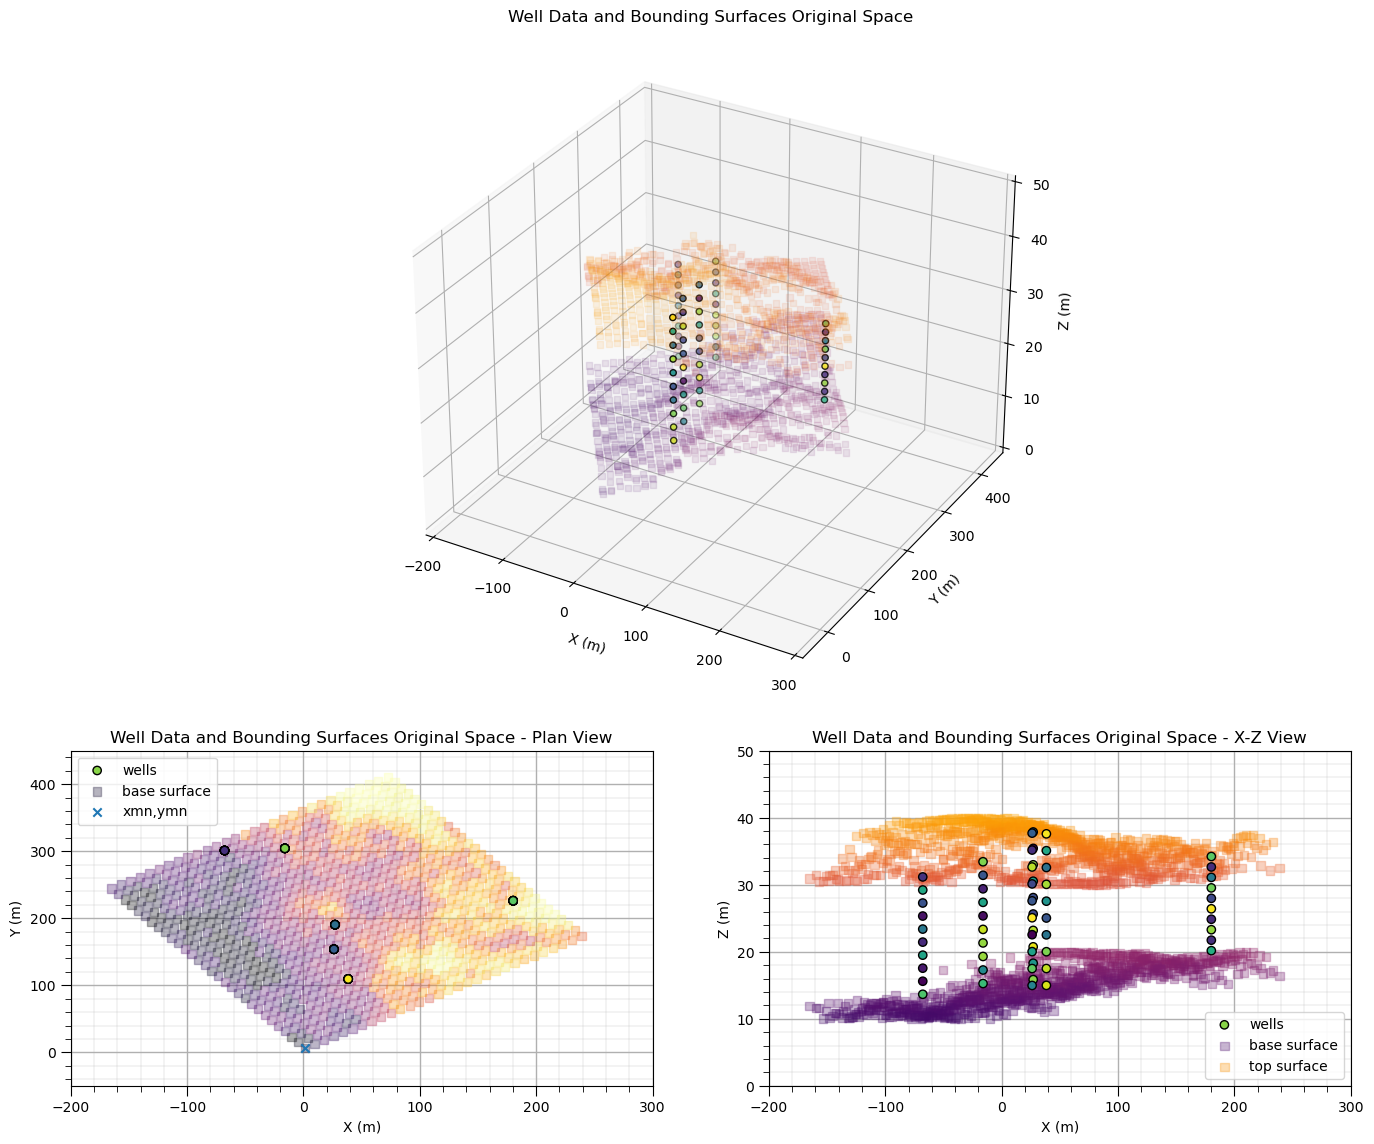 Well Data and Bounding Surfaces Original Space
50
40
30
20
10
0
Z (m)
400
300
200
100
0
Y (m)
−200
−100
0
100
200
300
X (m)
Well Data and Bounding Surfaces Original Space - Plan View
wells
base surface
xmn,ymn
400
300
200
100
0
Y (m)
−200
−100
0
100
200
300
X (m)
Well Data and Bounding Surfaces Original Space - X-Z View
50
40
30
20
10
0
Z (m)
wells
base surface
top surface
−200
−100
0
100
200
300
X (m)